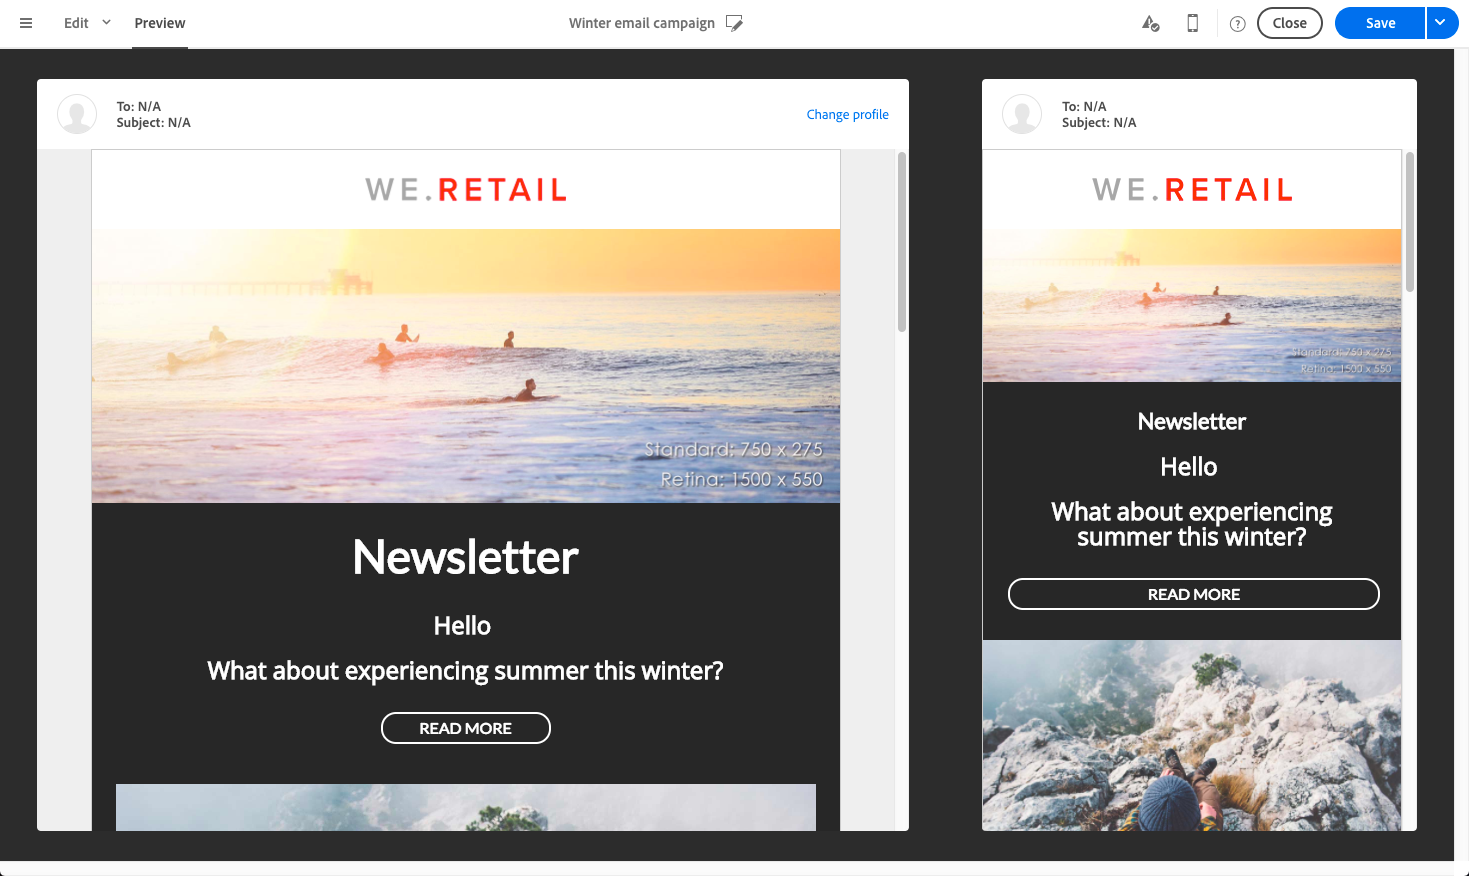 Edit
Preview
Winter email campaign
Close
Save
To: N/A
Subject: N/A
Change profile
WE.RETAIL
Standard: 750 x 275
Retina: 1500 x 550
Newsletter
Hello
What about experiencing summer this winter?
READ MORE
To: N/A
Subject: N/A
WE.RETAIL
Standard: 750 x 275
Retina: 1500 x 550
Newsletter
Hello
What about experiencing
summer this winter?
READ MORE